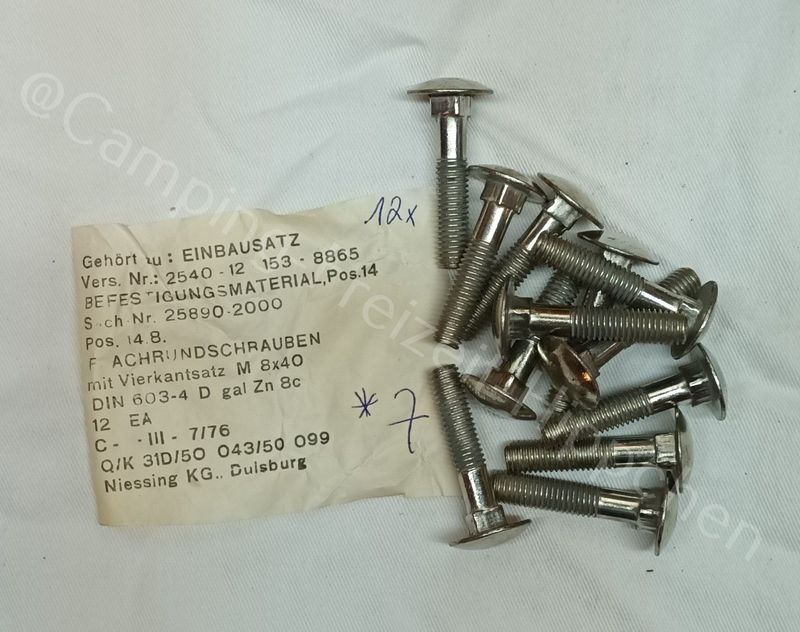 12x
Gehört zu: EINBAUSATZ
Vers. Nr.: 2540-12 153-8865
BEFESTIGUNGSMATERIAL, Pos.14
S ch Nr. 25890-2000
Pos. 14.8.
F ACHRUNDSCHRAUBEN
mit Vierkantsatz M 8x40
DIN 603-4 D gal Zn 8c
12 EA
C- -III-7/76
Q/K 31D/50 043/50 099
Niessing KG., Duisburg
* 7